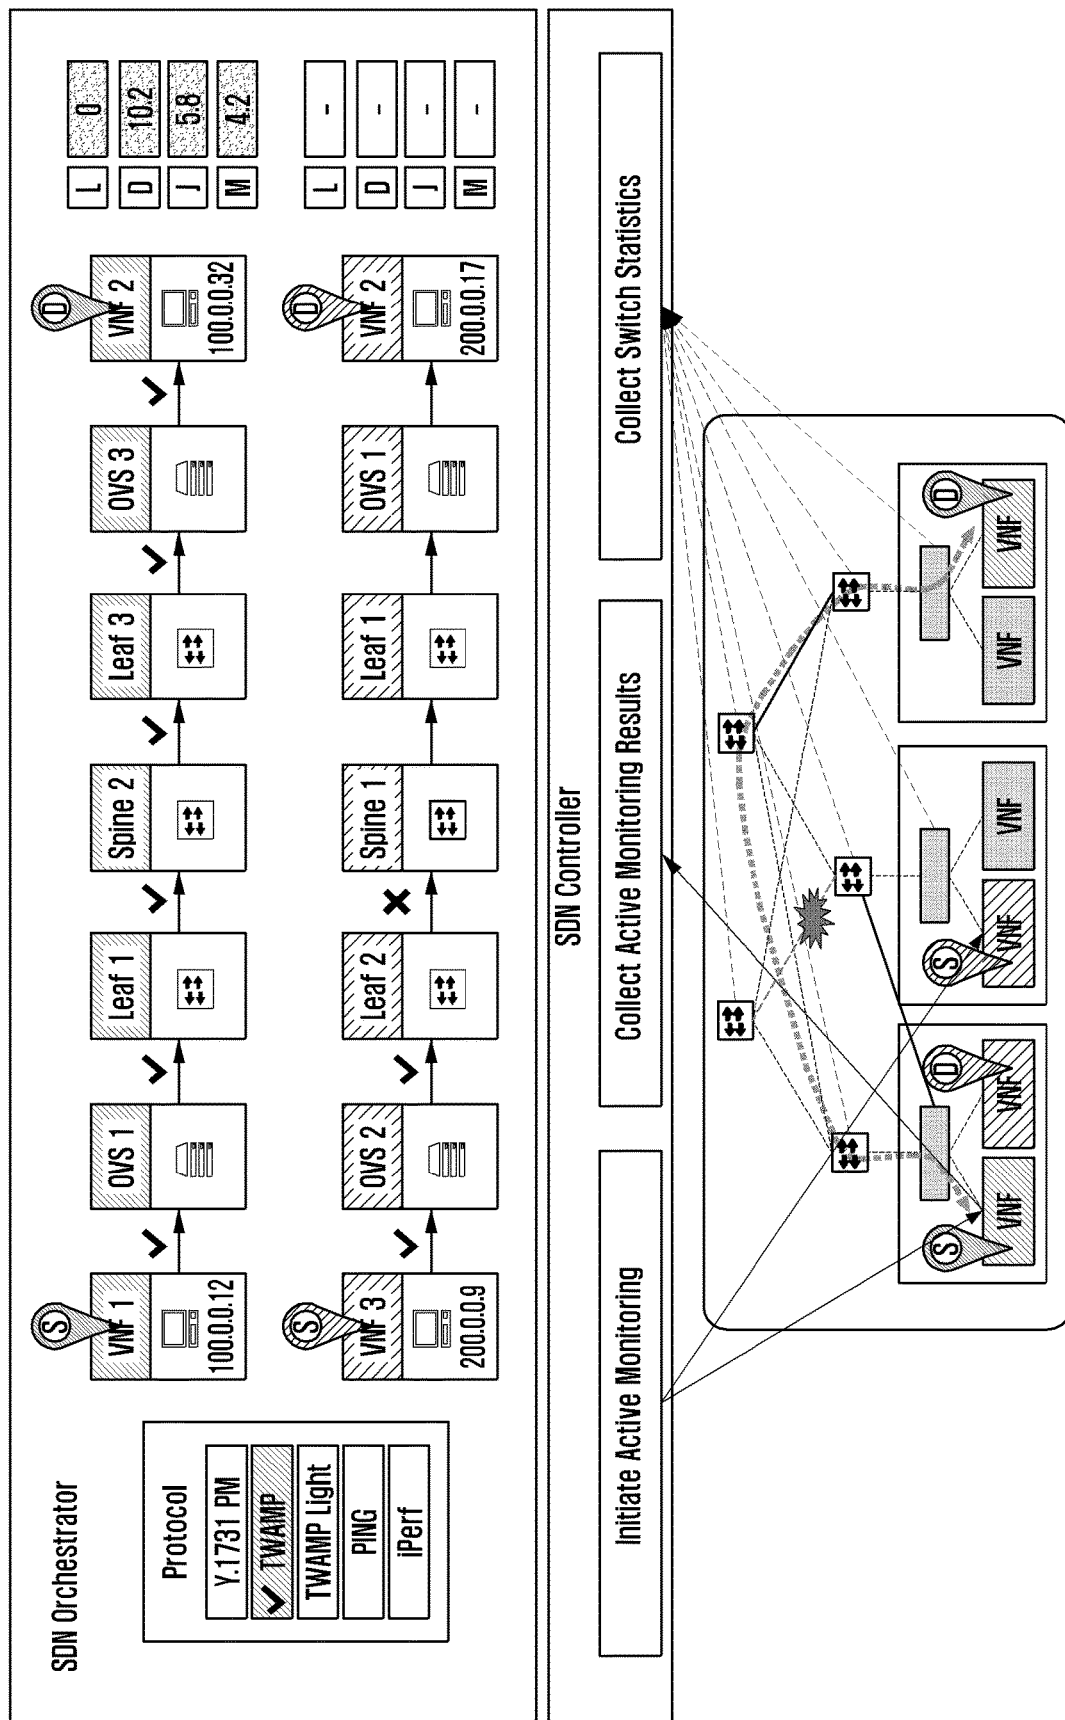 SDN Orchestrator
Protocol
Y.1731 PM
TWAMP
TWAMP Light
PING
iPerf
S
VNF 1
100.0.0.12
OVS 1
Leaf 1
Spine 2
Leaf 3
OVS 3
D
VNF 2
100.0.0.32
L
0
D
10.2
J
5.8
M
4.2
S
VNF 3
200.0.0.9
OVS 2
Leaf 2
Spine 1
Leaf 1
OVS 1
D
VNF 2
200.0.0.17
L
-
D
-
J
-
M
-
SDN Controller
Initiate Active Monitoring
Collect Active Monitoring Results
Collect Switch Statistics
S
VNF
D
VNF
S
VNF
VNF
VNF
D
VNF